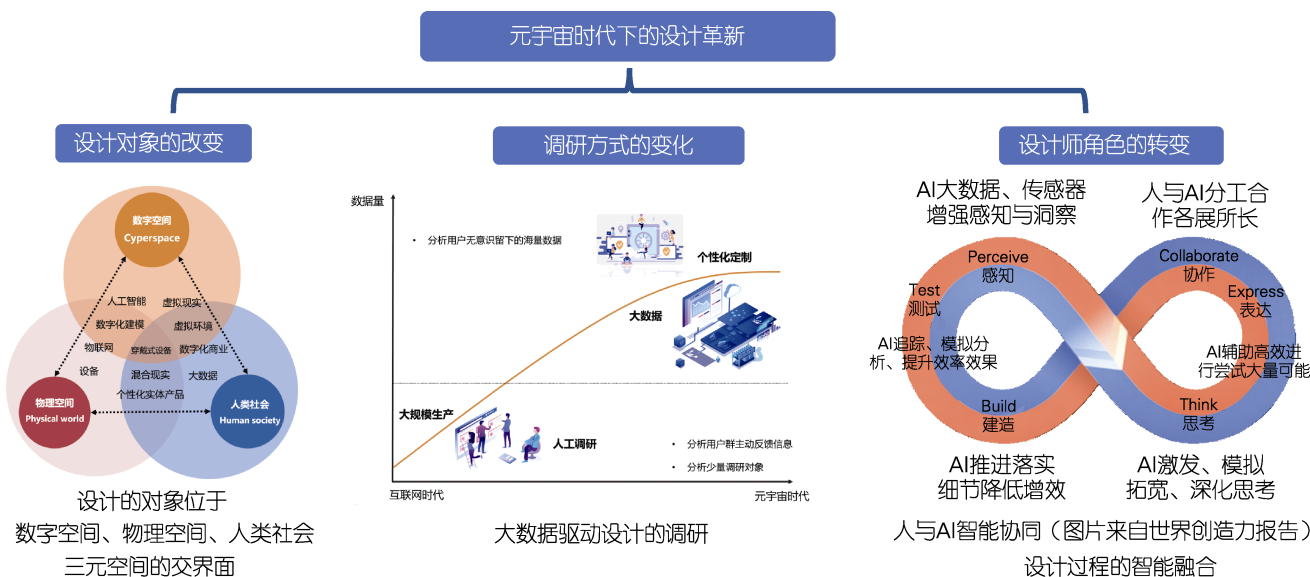 元宇宙时代下的设计革新
设计对象的改变
数字空间
Cyperspace
人工智能
虚拟现实
数字化建模
虚拟环境
物联网
穿戴式设备
数字化商业
设备
混合现实
大数据
个性化实体产品
物理空间
Physical world
人类社会
Human society
设计的对象位于
数字空间、物理空间、人类社会
三元空间的交界面
调研方式的变化
数据量
• 分析用户无意识留下的海量数据
个性化定制
大数据
大规模生产
人工调研
• 分析用户群主动反馈信息
• 分析少量调研对象
互联网时代
元宇宙时代
大数据驱动设计的调研
设计师角色的转变
AI大数据、传感器
增强感知与洞察
人与AI分工合
作各展所长
Perceive
感知
Collaborate
协作
Test
测试
Express
表达
AI追踪、模拟分
析、提升效率效果
AI辅助高效进
行尝试大量可能
Build
建造
Think
思考
AI推进落实
细节降低增效
AI激发、模拟
拓宽、深化思考
人与AI智能协同（图片来自世界创造力报告）
设计过程的智能融合